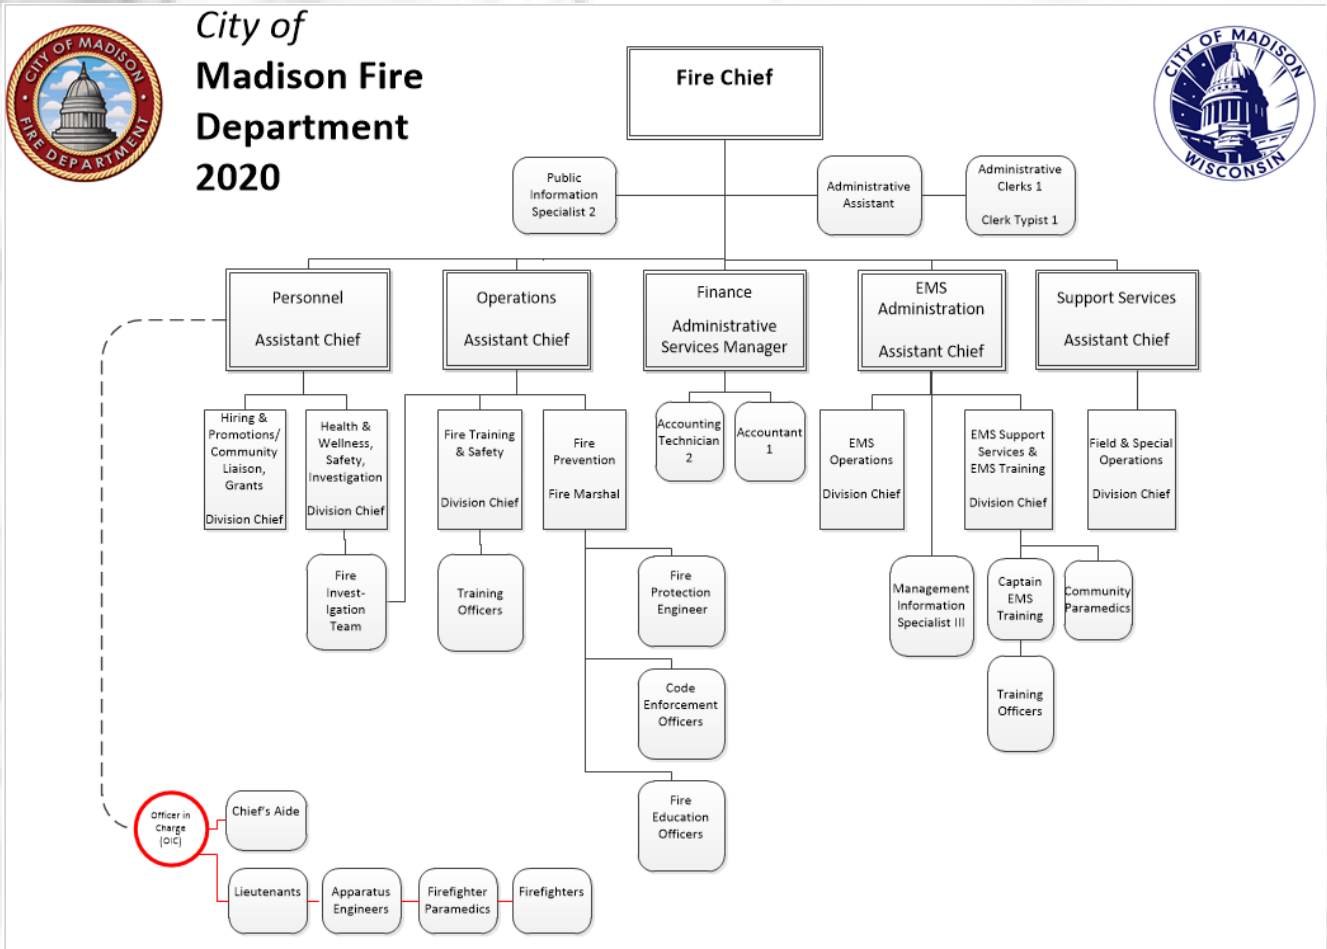 City of
Madison Fire
Department
2020
CITY OF MADISON
FIRE DEPARTMENT
CITY OF MADISON
WISCONSIN
Fire Chief
Public
Information
Specialist 2
Administrative
Assistant
Administrative
Clerks 1
Clerk Typist 1
Personnel
Assistant Chief
Operations
Assistant Chief
Finance
Administrative
Services Manager
EMS
Administration
Assistant Chief
Support Services
Assistant Chief
Hiring &
Promotions/
Community
Liaison,
Grants
Division Chief
Health &
Wellness,
Safety,
Investigation
Division Chief
Fire Training
& Safety
Division Chief
Fire
Prevention
Fire Marshal
Accounting
Technician
2
Accountant
1
EMS
Operations
Division Chief
EMS Support
Services &
EMS Training
Division Chief
Field & Special
Operations
Division Chief
Fire
Invest-
Igation
Team
Training
Officers
Fire
Protection
Engineer
Management
Information
Specialist III
Captain
EMS
Training
Community
Paramedics
Code
Enforcement
Officers
Training
Officers
Fire
Education
Officers
Officer in
Charge
(OIC)
Chief's Aide
Lieutenants
Apparatus
Engineers
Firefighter
Paramedics
Firefighters